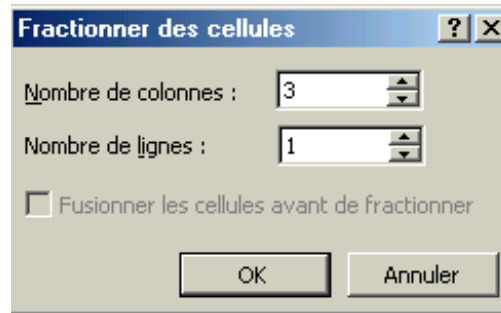 Fractionner des cellules ? X
Nombre de colonnes : 3
Nombre de lignes : 1
Fusionner les cellules avant de fractionner
OK Annuler